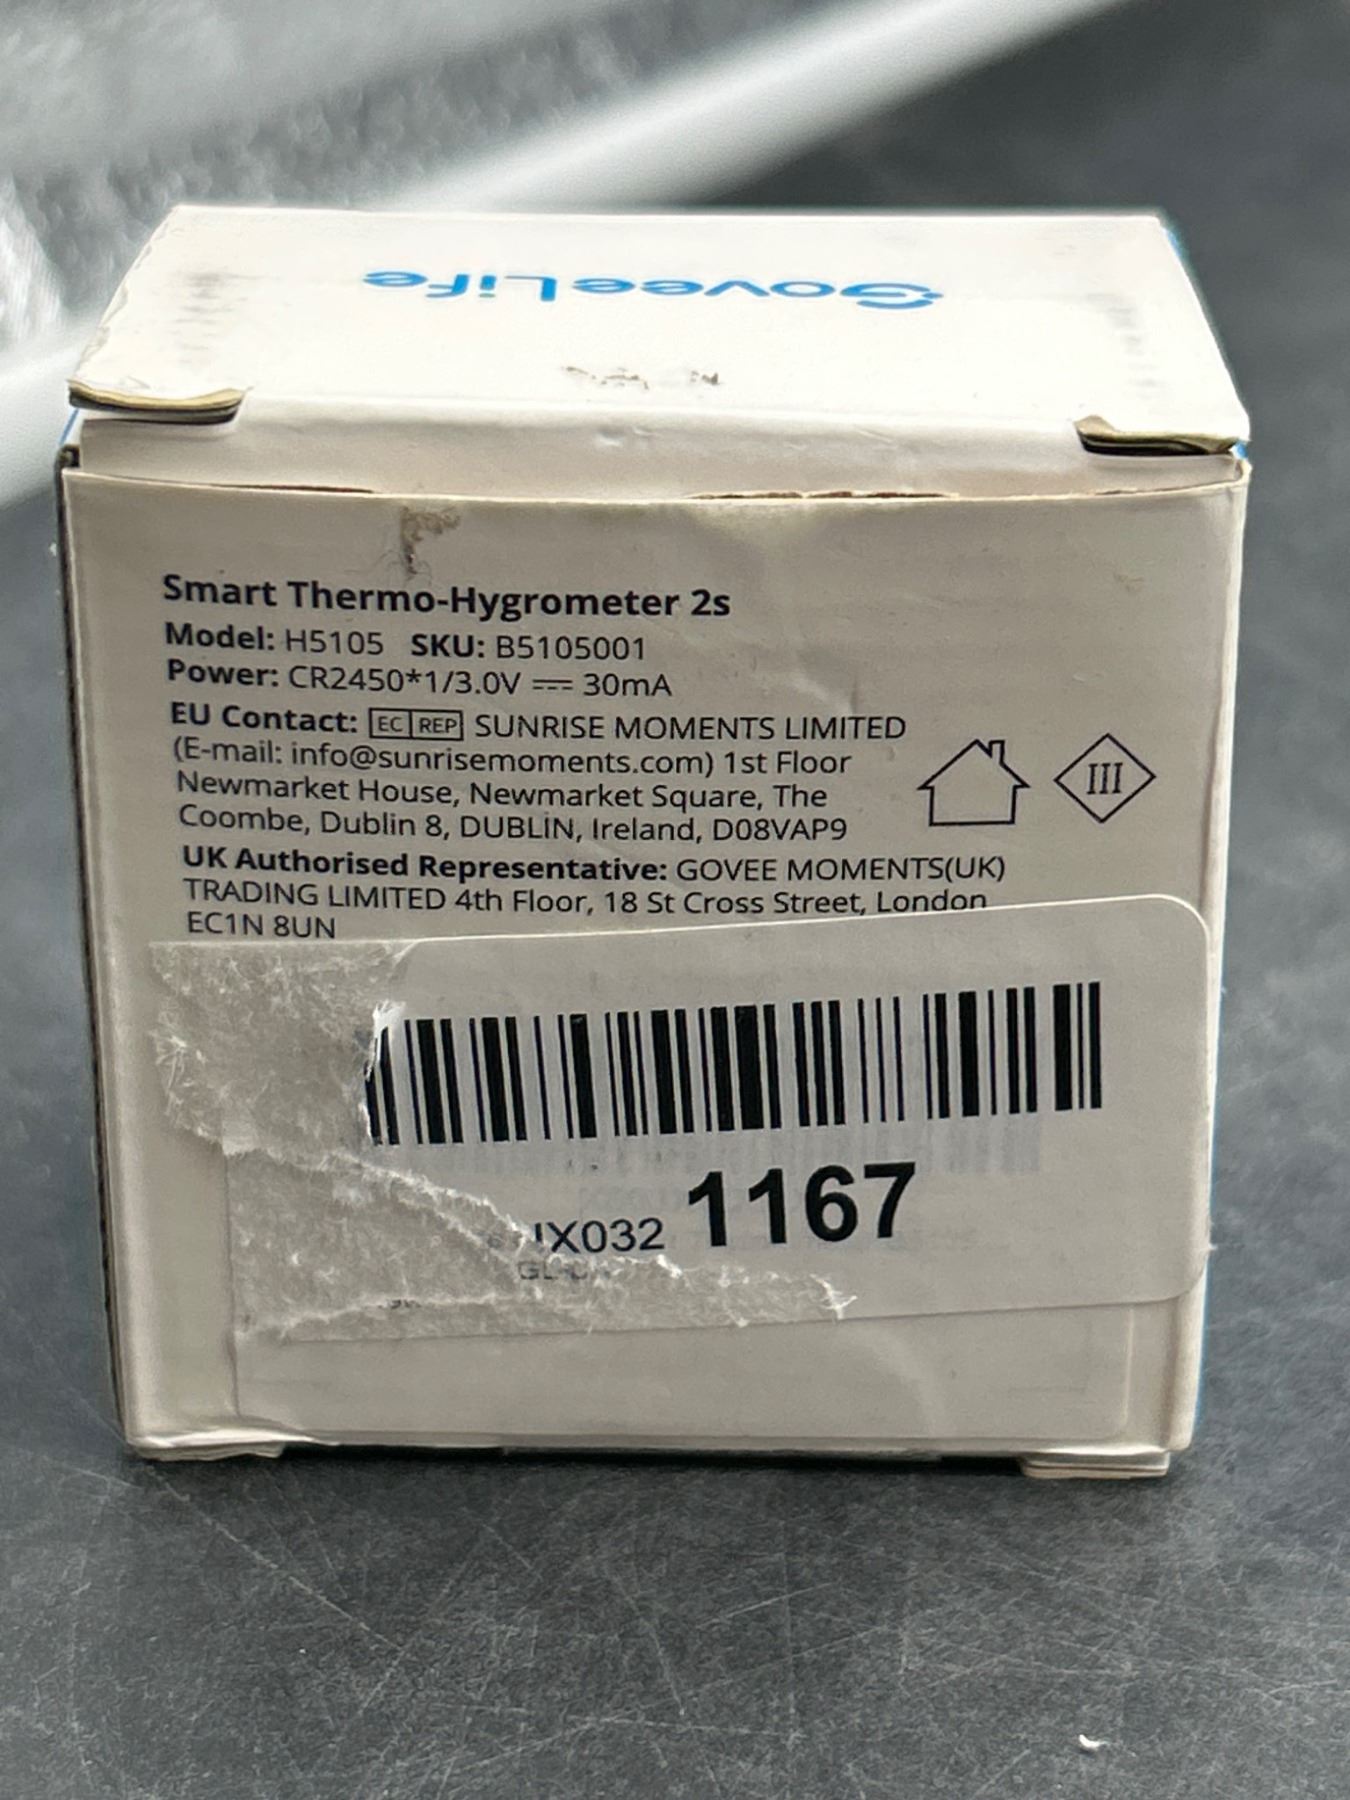 GoveeLife
Smart Thermo-Hygrometer 2s
Model: H5105 SKU: B5105001
Power: CR2450*1/3.0V ⎓ 30mA
EU Contact: EC REP SUNRISE MOMENTS LIMITED
(E-mail: info@sunrisemoments.com) 1st Floor
Newmarket House, Newmarket Square, The
Coombe, Dublin 8, DUBLIN, Ireland, D08VAP9
III
UK Authorised Representative: GOVEE MOMENTS(UK)
TRADING LIMITED 4th Floor, 18 St Cross Street, London
EC1N 8UN
X032 1167